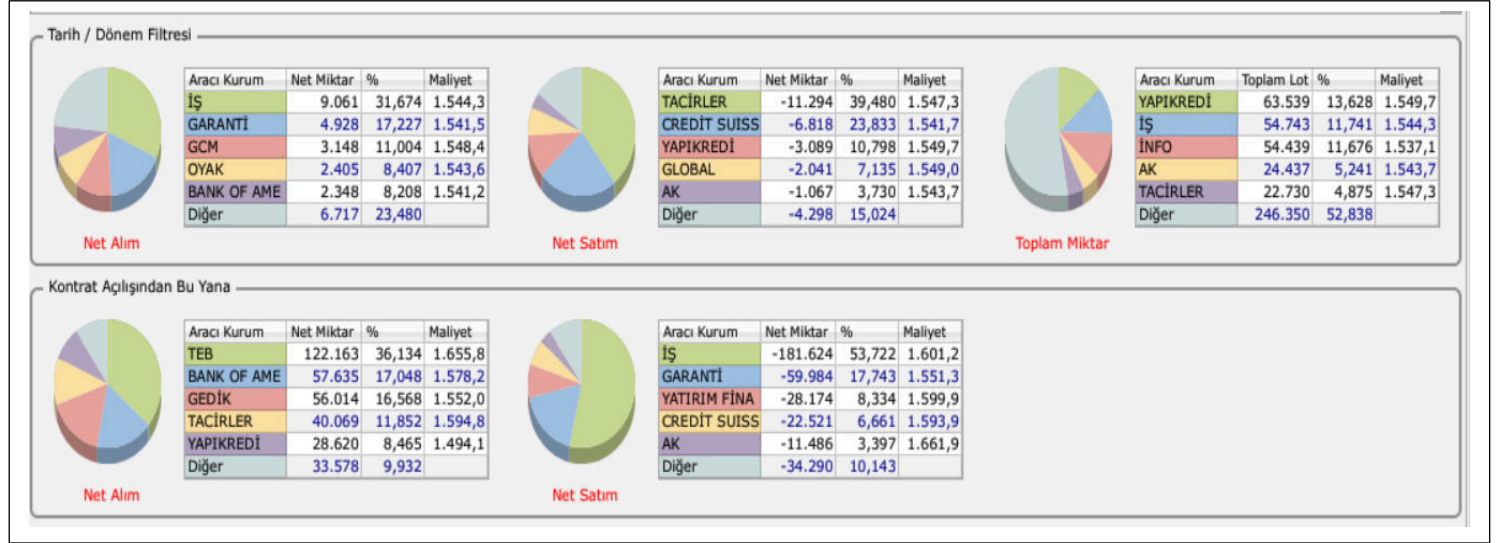 Tarih / Dönem Filtresi
Aracı Kurum Net Miktar % Maliyet
İŞ 9.061 31,674 1.544,3
GARANTİ 4.928 17,227 1.541,5
GCM 3.148 11,004 1.548,4
OYAK 2.405 8,407 1.543,6
BANK OF AME 2.348 8,208 1.541,2
Diğer 6.717 23,480
Net Alım
Aracı Kurum Net Miktar % Maliyet
TACİRLER -11.294 39,480 1.547,3
CREDİT SUISS -6.818 23,833 1.541,7
YAPIKREDİ -3.089 10,798 1.549,7
GLOBAL -2.041 7,135 1.549,0
AK -1.067 3,730 1.543,7
Diğer -4.298 15,024
Net Satım
Aracı Kurum Toplam Lot % Maliyet
YAPIKREDİ 63.539 13,628 1.549,7
İŞ 54.743 11,741 1.544,3
İNFO 54.439 11,676 1.537,1
AK 24.437 5,241 1.543,7
TACİRLER 22.730 4,875 1.547,3
Diğer 246.350 52,838
Toplam Miktar
Kontrat Açılışından Bu Yana
Aracı Kurum Net Miktar % Maliyet
TEB 122.163 36,134 1.655,8
BANK OF AME 57.635 17,048 1.578,2
GEDİK 56.014 16,568 1.552,0
TACİRLER 40.069 11,852 1.594,8
YAPIKREDİ 28.620 8,465 1.494,1
Diğer 33.578 9,932
Net Alım
Aracı Kurum Net Miktar % Maliyet
İŞ -181.624 53,722 1.601,2
GARANTİ -59.984 17,743 1.551,3
YATIRIM FİNA -28.174 8,334 1.599,9
CREDİT SUISS -22.521 6,661 1.593,9
AK -11.486 3,397 1.661,9
Diğer -34.290 10,143
Net Satım